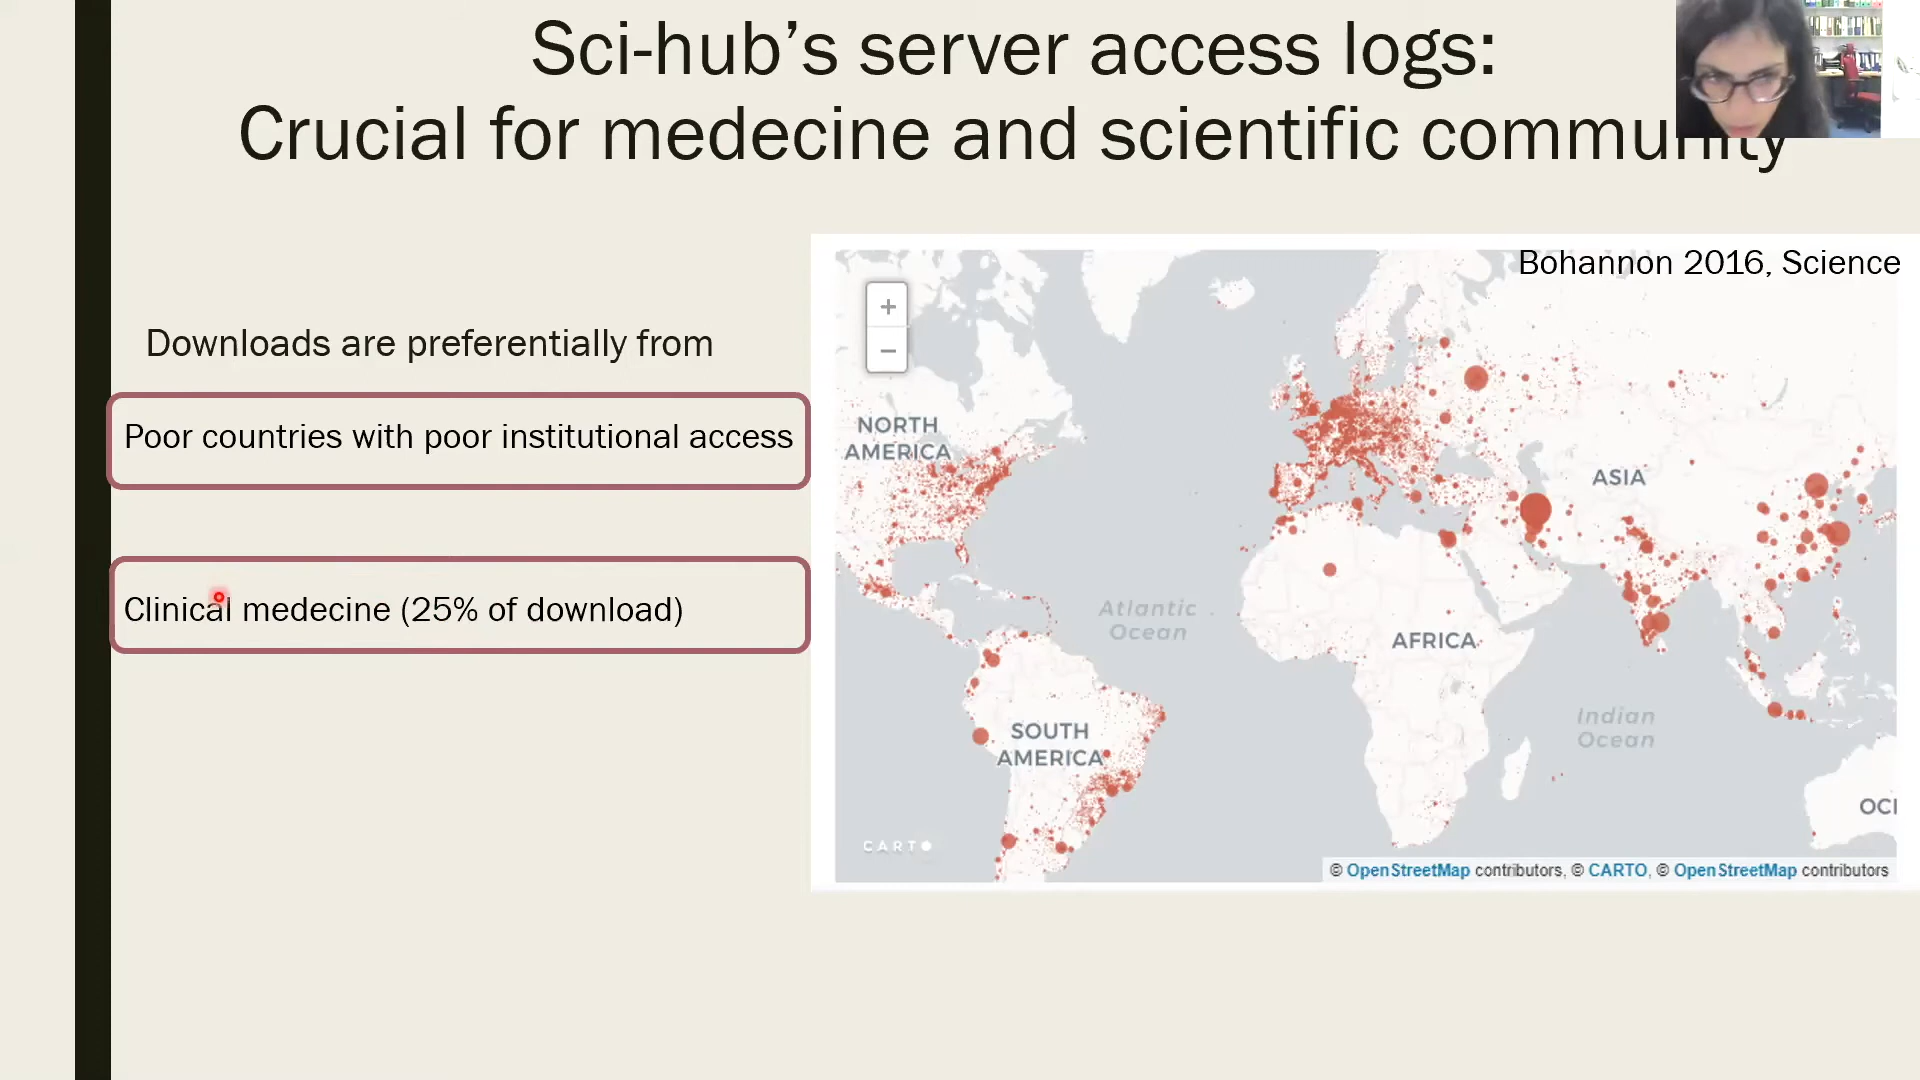 Sci-hub's server access logs:
Crucial for medecine and scientific community
Bohannon 2016, Science
Downloads are preferentially from
Poor countries with poor institutional access
Clinical medecine (25% of download)
+
−
NORTH
AMERICA
ASIA
Atlantic
Ocean
AFRICA
SOUTH
AMERICA
Indian
Ocean
OCI
CARTO
© OpenStreetMap contributors, © CARTO, © OpenStreetMap contributors